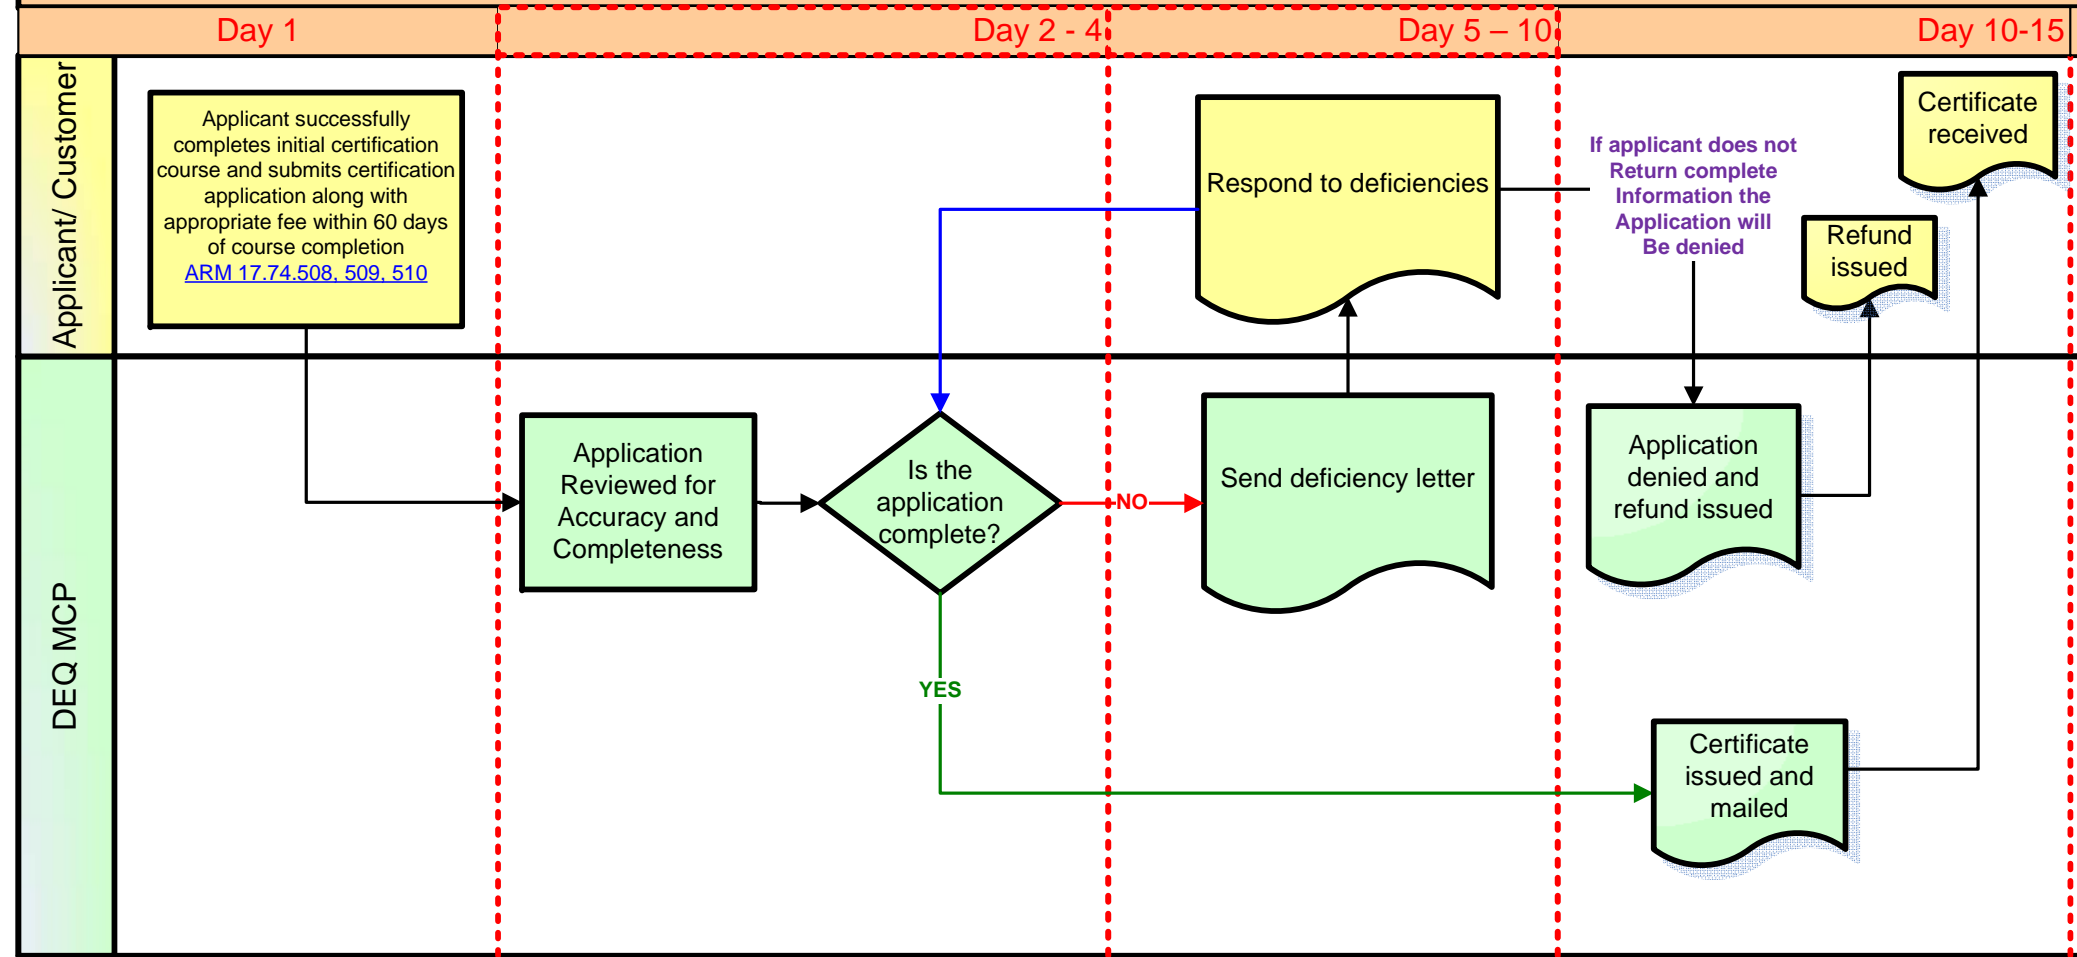 Day 1
Day 2 - 4
Day 5 – 10
Day 10-15
Applicant/ Customer
Applicant successfully
completes initial certification
course and submits certification
application along with
appropriate fee within 60 days
of course completion
ARM 17.74.508, 509, 510
Respond to deficiencies
If applicant does not
Return complete
Information the
Application will
Be denied
Certificate
received
Refund
issued
DEQ MCP
Application
Reviewed for
Accuracy and
Completeness
Is the
application
complete?
NO
YES
Send deficiency letter
Application
denied and
refund issued
Certificate
issued and
mailed